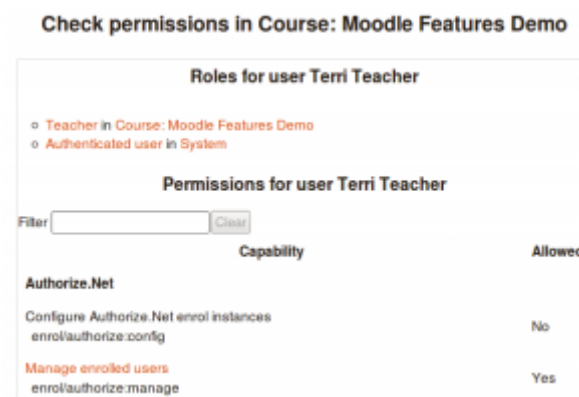 Check permissions in Course: Moodle Features Demo
Roles for user Terri Teacher
Teacher in Course: Moodle Features Demo
Authenticated user in System
Permissions for user Terri Teacher
Filter Clear
Capability Allowed
Authorize.Net
Configure Authorize.Net enrol instances
enrol/authorize:config No
Manage enrolled users
enrol/authorize:manage Yes